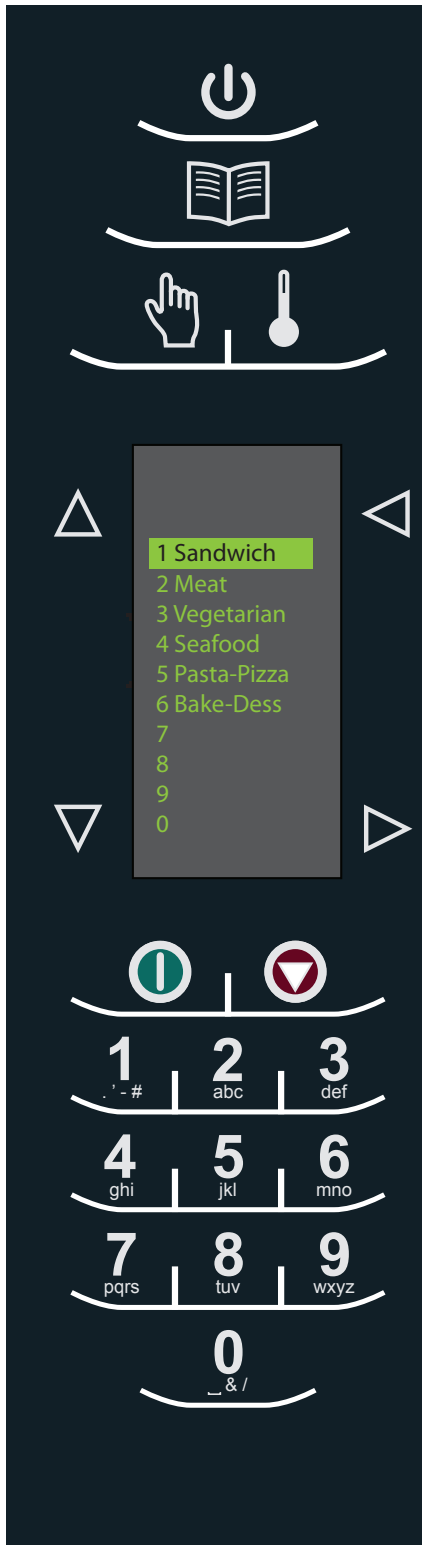 1 Sandwich
2 Meat
3 Vegetarian
4 Seafood
5 Pasta-Pizza
6 Bake-Dess
7
8
9
0
1 2 3
. ' - # abc def
4 5 6
ghi jkl mno
7 8 9
pqrs tuv wxyz
0
⎵ & /